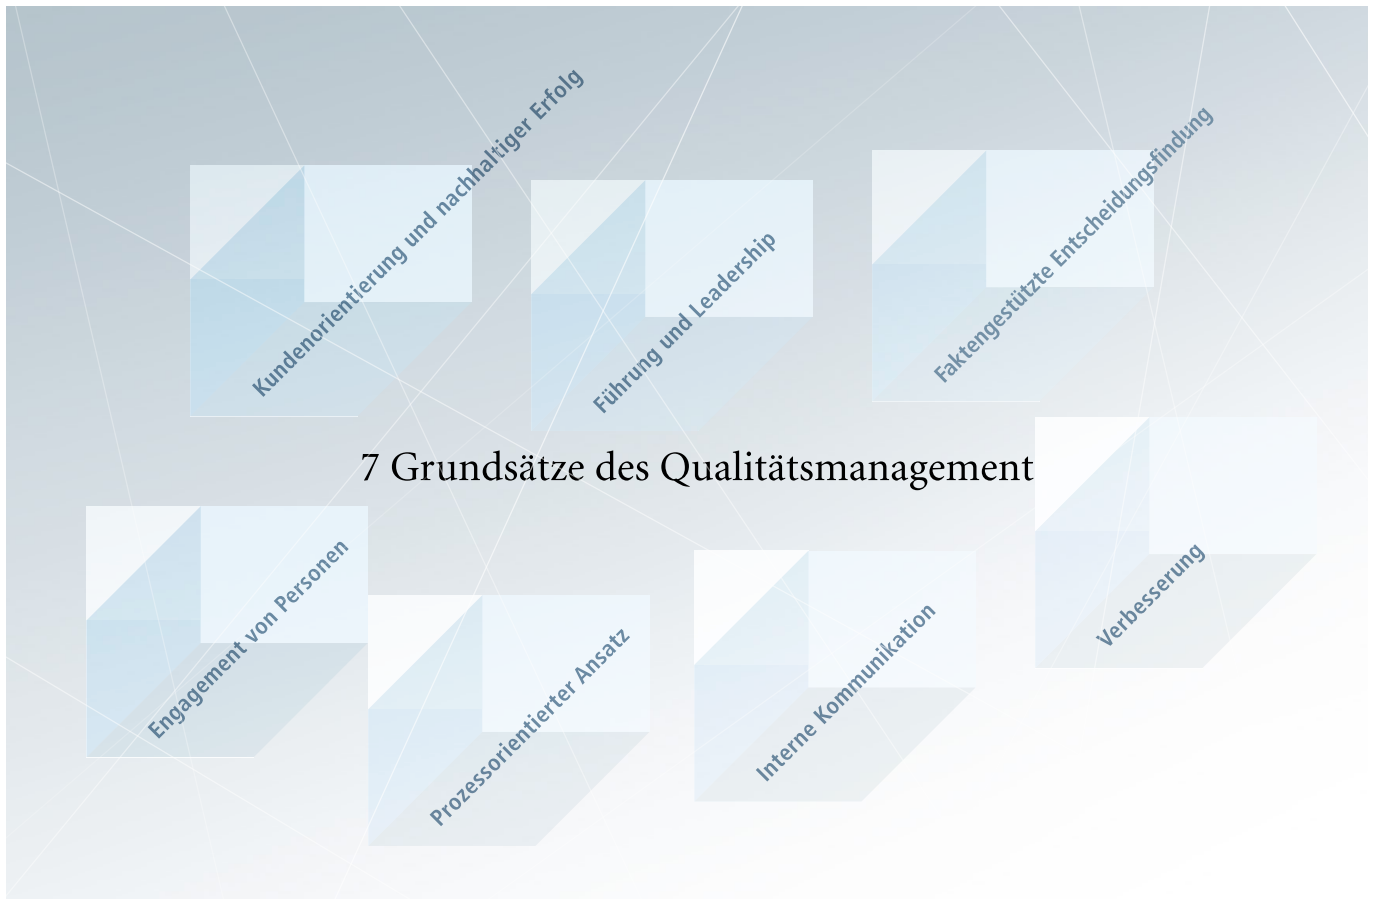 Kundenorientierung und nachhaltiger Erfolg
Führung und Leadership
Faktengestützte Entscheidungsfindung
7 Grundsätze des Qualitätsmanagement
Engagement von Personen
Prozessorientierter Ansatz
Interne Kommunikation
Verbesserung